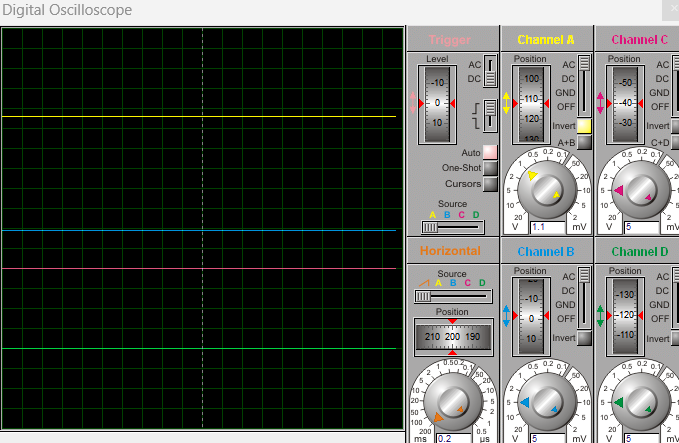 Digital Oscilloscope
Trigger
Level
-10
0
10
AC
DC
Auto
One-Shot
Cursors
Source
A B C D
Channel A
Position
100
110
120
130
AC
DC
GND
OFF
Invert
A+B
5 2 1 0.5 0.2 0.1 50 20 10 5 2
20
10
V 1.1 mV
Channel C
Position
-50
-40
-30
AC
DC
GND
OFF
Invert
C+D
5 2 1 0.5 0.2 0.1 50 20 10 5 2
20
10
V 5 mV
Horizontal
Source
A B C D
Position
210 200 190
1 0.5 0.2 0.1 50
2 5 10 20 50 100 200
20 10 5 2 1 0.5
ms 0.2 µs
Channel B
Position
-10
0
10
AC
DC
GND
OFF
Invert
5 2 1 0.5 0.2 0.1 50 20 10 5 2
20
10
V 5 mV
Channel D
Position
-130
-120
-110
AC
DC
GND
OFF
Invert
5 2 1 0.5 0.2 0.1 50 20 10 5 2
20
10
V 5 mV